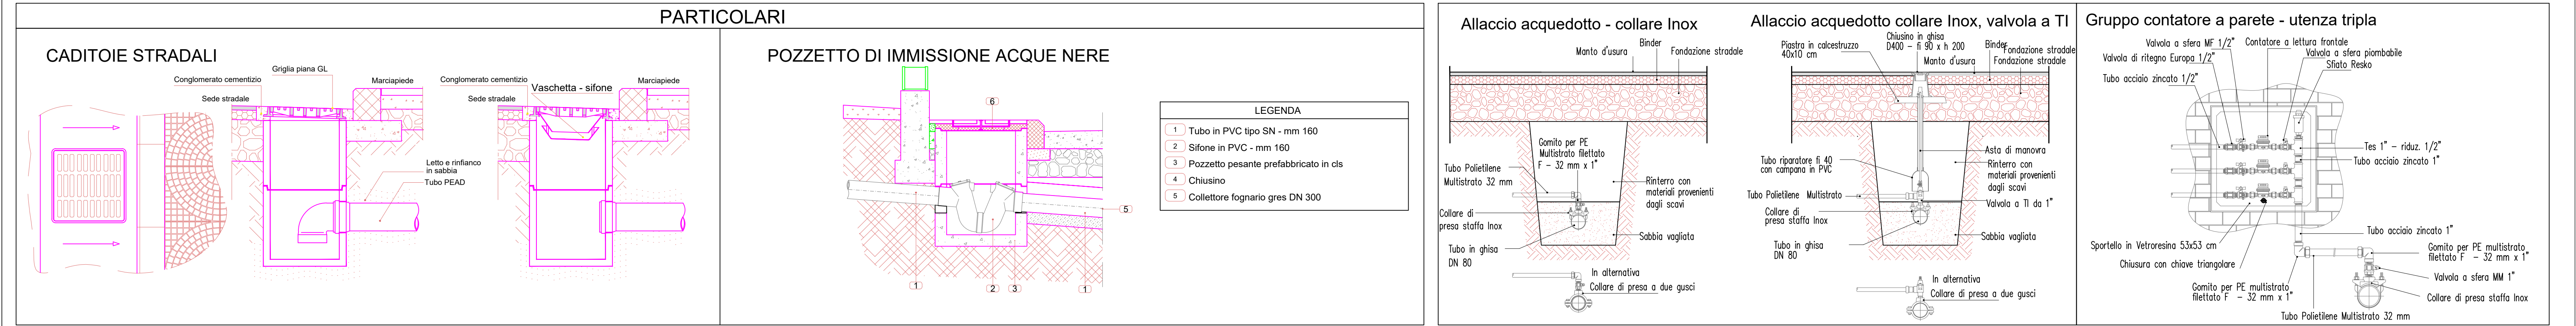 PARTICOLARI
CADITOIE STRADALI
Griglia piana GL
Conglomerato cementizio
Marciapiede
Sede stradale
Letto e rinfianco
in sabbia
Tubo PEAD
Conglomerato cementizio
Vaschetta - sifone
Marciapiede
Sede stradale
POZZETTO DI IMMISSIONE ACQUE NERE
6
5
1
2
3
1
LEGENDA
1 Tubo in PVC tipo SN - mm 160
2 Sifone in PVC - mm 160
3 Pozzetto pesante prefabbricato in cls
4 Chiusino
5 Collettore fognario gres DN 300
Allaccio acquedotto - collare Inox
Manto d'usura
Binder
Fondazione stradale
Gomito per PE
Multistrato filettato
F - 32 mm x 1"
Tubo Polietilene
Multistrato 32 mm
Rinterro con
materiali provenienti
dagli scavi
Collare di
presa staffa Inox
Sabbia vagliata
Tubo in ghisa
DN 80
In alternativa
Collare di presa a due gusci
Allaccio acquedotto collare Inox, valvola a TI
Chiusino in ghisa
D400 - fi 90 x h 200
Piastra in calcestruzzo
40x10 cm
Binder
Fondazione stradale
Manto d'usura
Fondazione stradale
Asta di manovra
Tubo riparatore fi 40
con campana in PVC
Rinterro con
materiali provenienti
dagli scavi
Tubo Polietilene Multistrato
Valvola a TI da 1"
Collare di
presa staffa Inox
Sabbia vagliata
Tubo in ghisa
DN 80
In alternativa
Collare di presa a due gusci
Gruppo contatore a parete - utenza tripla
Valvola a sfera MF 1/2"
Contatore a lettura frontale
Valvola a sfera piombabile
Valvola di ritegno Europa 1/2"
Sfiato Resko
Tubo acciaio zincato 1/2"
Tes 1" - riduz. 1/2"
Tubo acciaio zincato 1"
Tubo acciaio zincato 1"
Sportello in Vetroresina 53x53 cm
Gomito per PE multistrato
filettato F - 32 mm x 1"
Chiusura con chiave triangolare
Valvola a sfera MM 1"
Gomito per PE multistrato
filettato F - 32 mm x 1"
Collare di presa staffa Inox
Tubo Polietilene Multistrato 32 mm